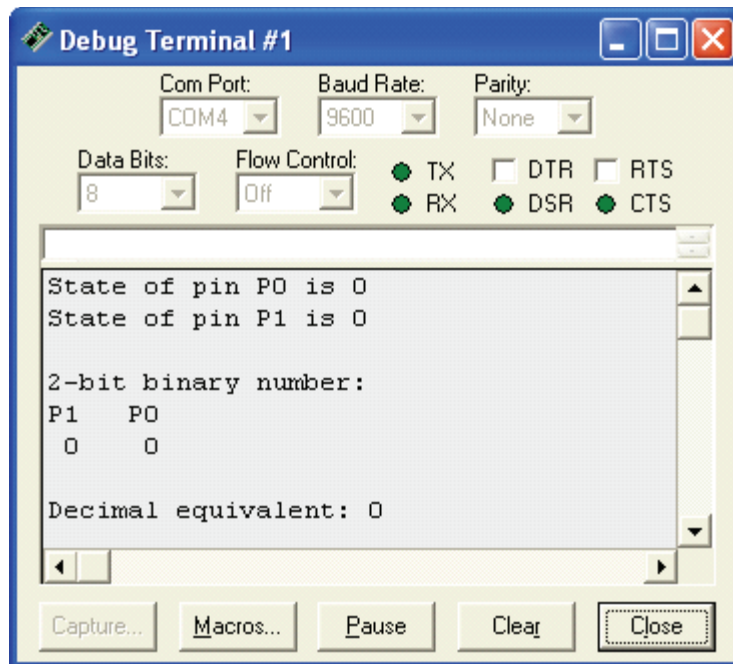 Debug Terminal #1
Com Port: Baud Rate: Parity:
COM4 9600 None
Data Bits: Flow Control: TX DTR RTS
8 Off RX DSR CTS
State of pin P0 is 0
State of pin P1 is 0
2-bit binary number:
P1 P0
0 0
Decimal equivalent: 0
Capture... Macros... Pause Clear Close